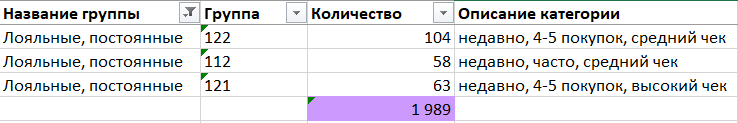 Название группы Группа Количество Описание категории
Лояльные, постоянные 122 104 недавно, 4-5 покупок, средний чек
Лояльные, постоянные 112 58 недавно, часто, средний чек
Лояльные, постоянные 121 63 недавно, 4-5 покупок, высокий чек
1 989